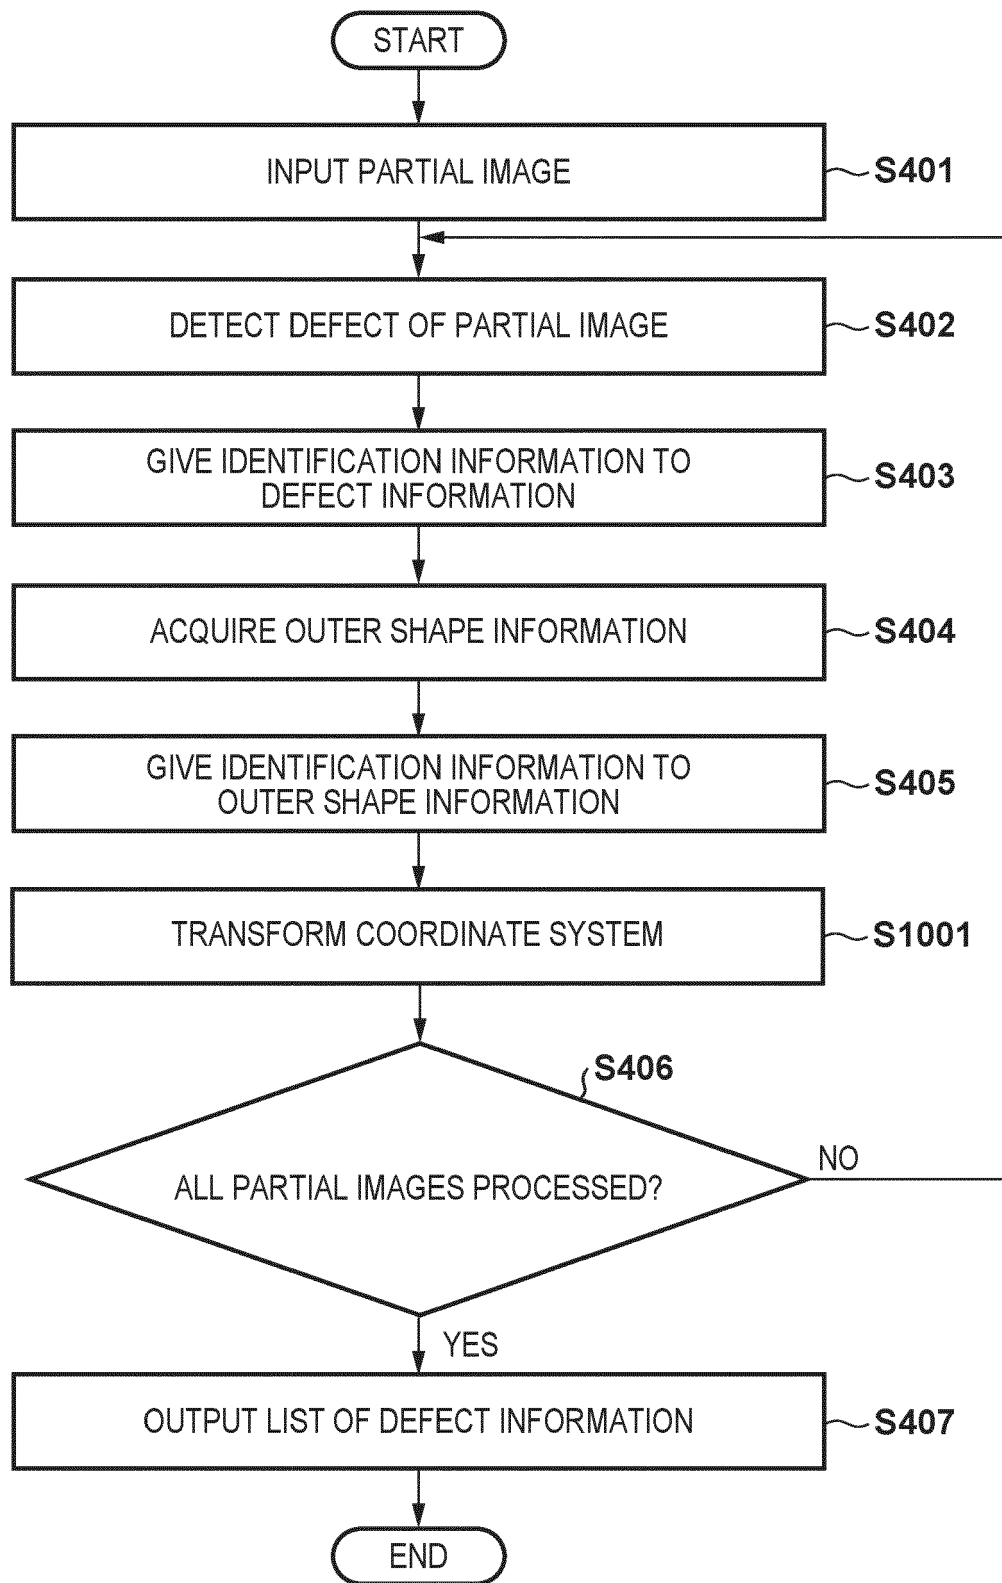 START
INPUT PARTIAL IMAGE
S401
DETECT DEFECT OF PARTIAL IMAGE
S402
GIVE IDENTIFICATION INFORMATION TO
DEFECT INFORMATION
S403
ACQUIRE OUTER SHAPE INFORMATION
S404
GIVE IDENTIFICATION INFORMATION TO
OUTER SHAPE INFORMATION
S405
TRANSFORM COORDINATE SYSTEM
S1001
S406
ALL PARTIAL IMAGES PROCESSED?
NO
YES
OUTPUT LIST OF DEFECT INFORMATION
S407
END